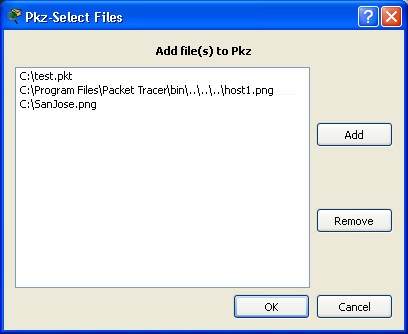 Pkz-Select Files
Add file(s) to Pkz
C:\test.pkt
C:\Program Files\Packet Tracer\bin\..\..\..\host1.png
C:\SanJose.png
Add
Remove
OK
Cancel